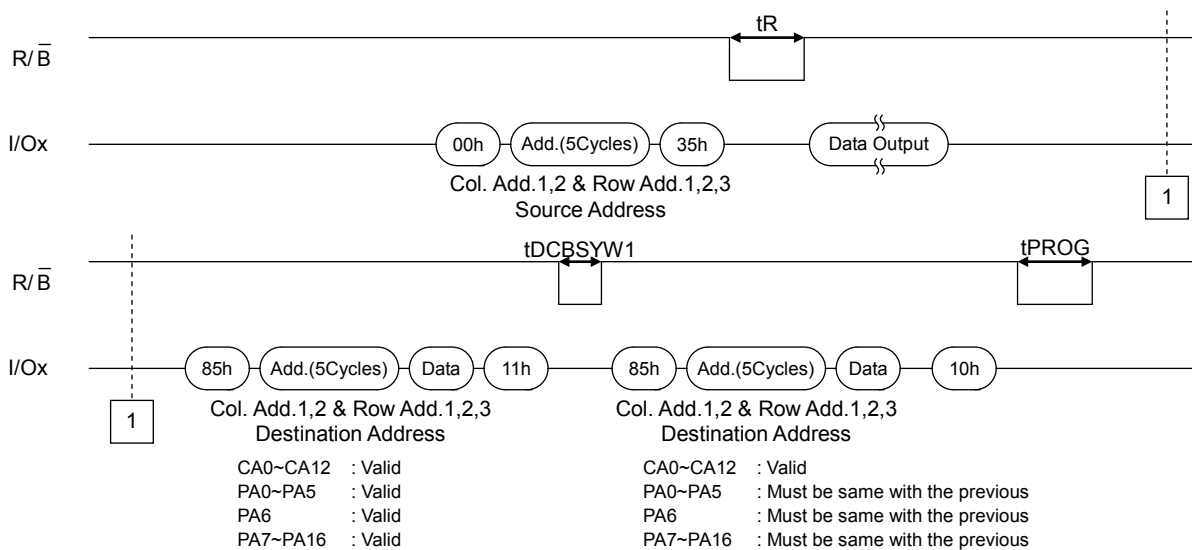 tR
R/B̅
I/Ox 00h Add.(5Cycles) 35h Data Output
Col. Add.1,2 & Row Add.1,2,3
Source Address
1
tDCBSYW1 tPROG
R/B̅
I/Ox 85h Add.(5Cycles) Data 11h 85h Add.(5Cycles) Data 10h
1
Col. Add.1,2 & Row Add.1,2,3 Col. Add.1,2 & Row Add.1,2,3
Destination Address Destination Address
CA0~CA12 : Valid CA0~CA12 : Valid
PA0~PA5 : Valid PA0~PA5 : Must be same with the previous
PA6 : Valid PA6 : Must be same with the previous
PA7~PA16 : Valid PA7~PA16 : Must be same with the previous